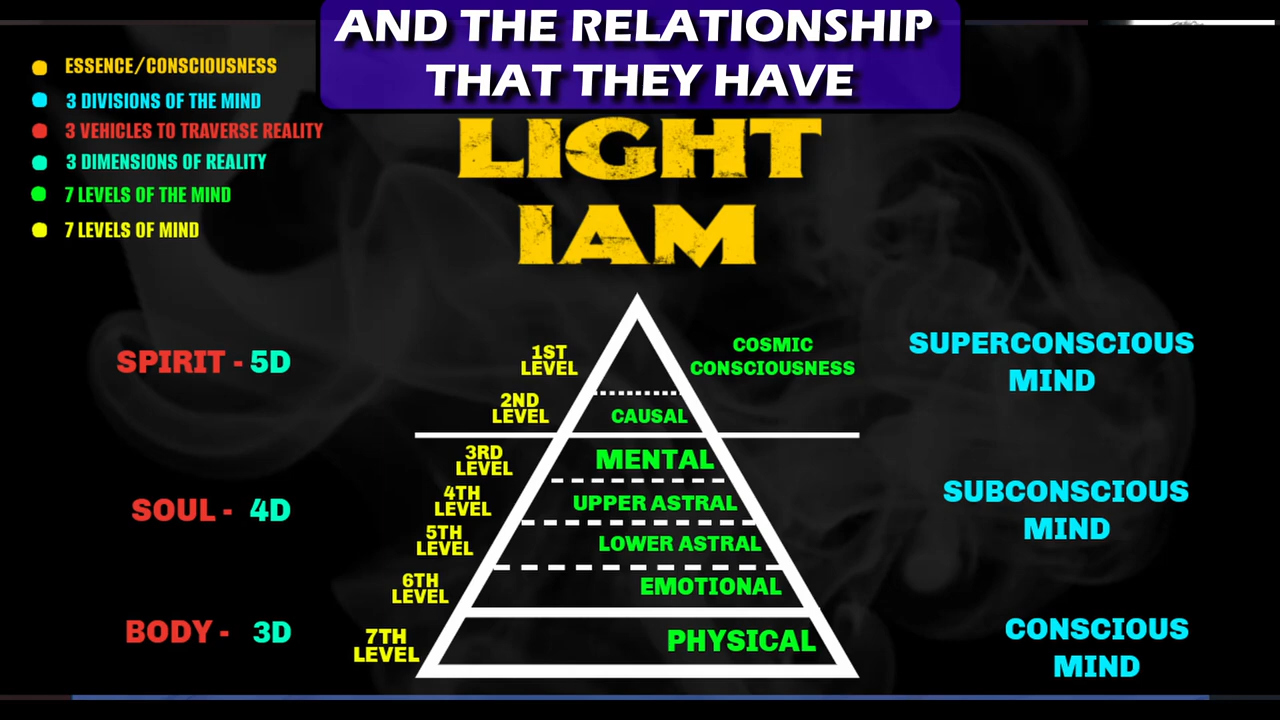 AND THE RELATIONSHIP
THAT THEY HAVE
ESSENCE/CONSCIOUSNESS
3 DIVISIONS OF THE MIND
3 VEHICLES TO TRAVERSE REALITY
3 DIMENSIONS OF REALITY
7 LEVELS OF THE MIND
7 LEVELS OF MIND
LIGHT
IAM
SPIRIT - 5D
1ST
LEVEL
COSMIC
CONSCIOUSNESS
SUPERCONSCIOUS
MIND
2ND
LEVEL
CAUSAL
3RD
LEVEL
MENTAL
SOUL - 4D
4TH
LEVEL
UPPER ASTRAL
SUBCONSCIOUS
MIND
5TH
LEVEL
LOWER ASTRAL
6TH
LEVEL
EMOTIONAL
BODY - 3D
7TH
LEVEL
PHYSICAL
CONSCIOUS
MIND